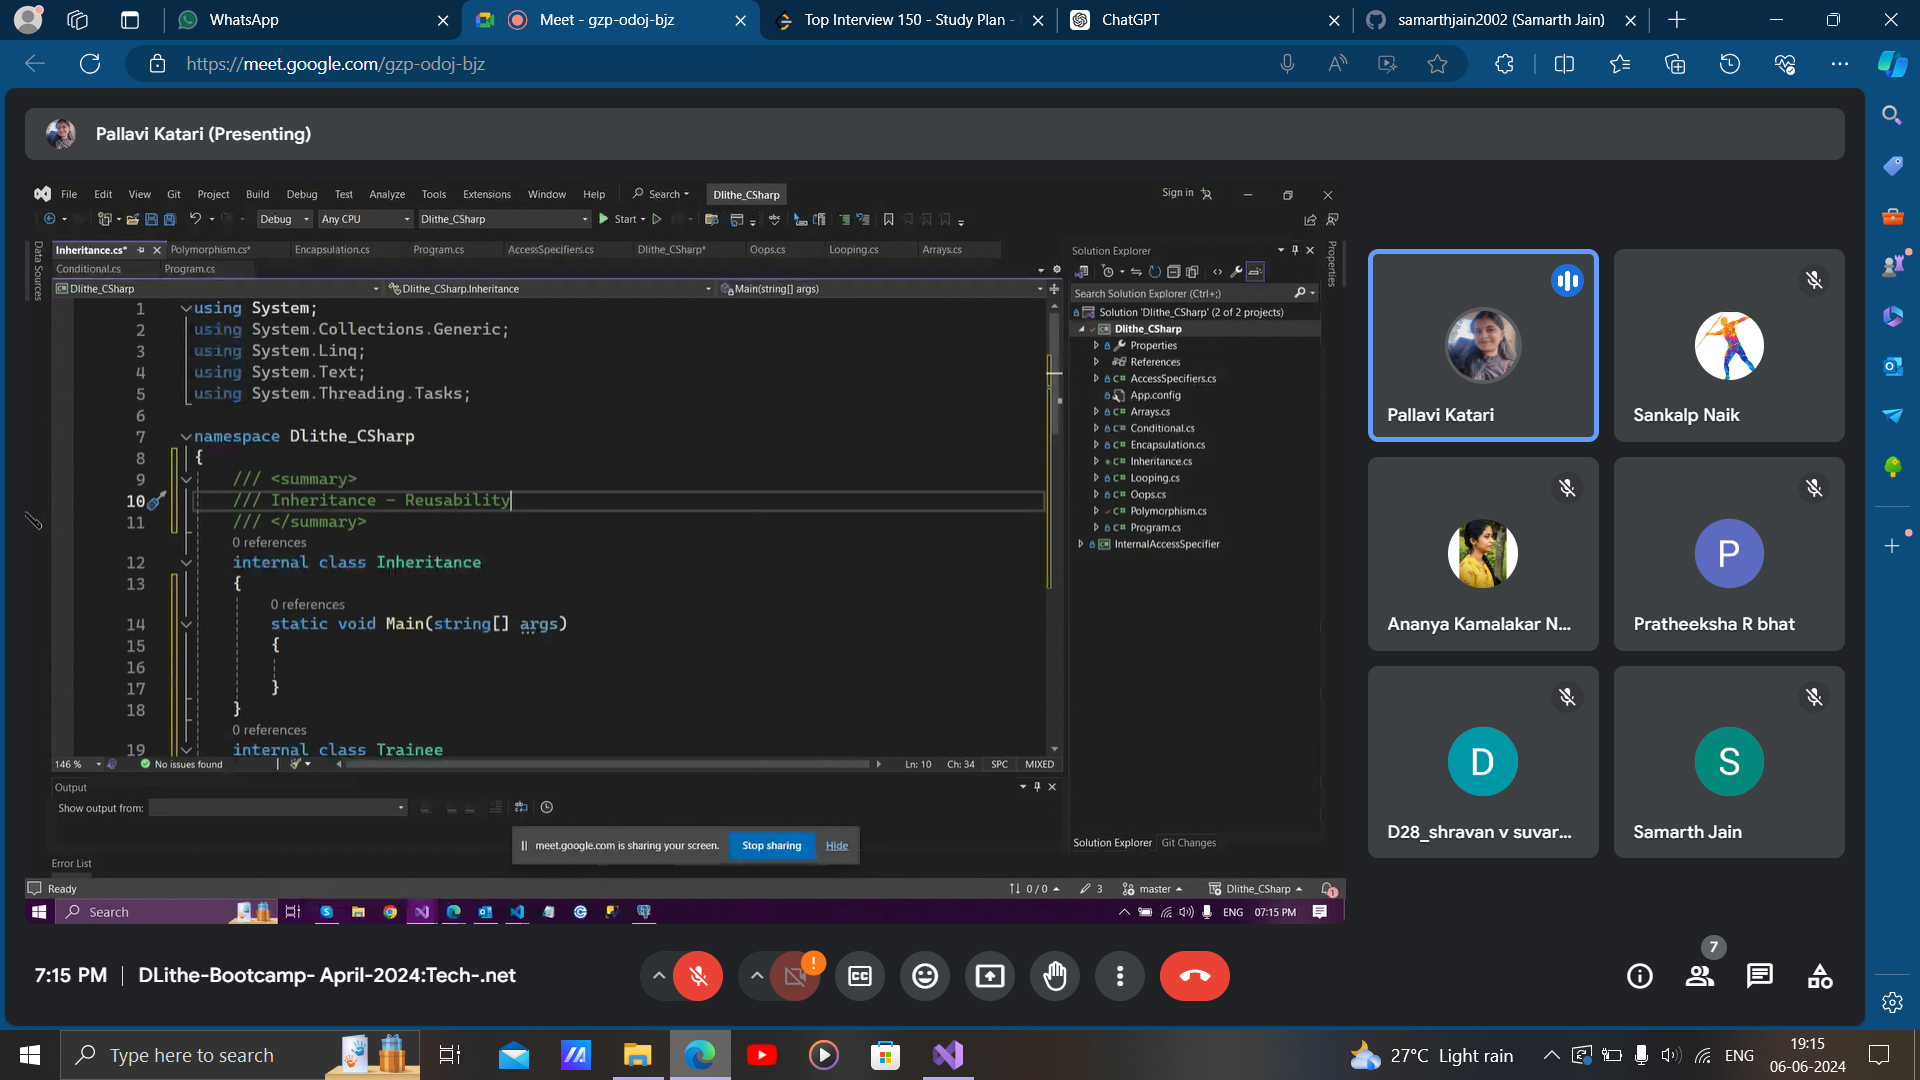 WhatsApp
Meet - gzp-odoj-bjz
Top Interview 150 - Study Plan -
ChatGPT
samarthjain2002 (Samarth Jain)
https://meet.google.com/gzp-odoj-bjz
Pallavi Katari (Presenting)
File Edit View Git Project Build Debug Test Analyze Tools Extensions Window Help Search Dlithe_CSharp Sign in
Debug Any CPU Dlithe_CSharp Start
Inheritance.cs* Polymorphism.cs* Encapsulation.cs Program.cs AccessSpecifiers.cs Dlithe_CSharp* Oops.cs Looping.cs Arrays.cs
Conditional.cs Program.cs
Data Sources
Dlithe_CSharp Dlithe_CSharp.Inheritance Main(string[] args)
1 using System;
2 using System.Collections.Generic;
3 using System.Linq;
4 using System.Text;
5 using System.Threading.Tasks;
6
7 namespace Dlithe_CSharp
8 {
9 /// <summary>
10 /// Inheritance - Reusability
11 /// </summary>
0 references
12 internal class Inheritance
13 {
0 references
14 static void Main(string[] args)
15 {
16
17 }
18 }
0 references
19 internal class Trainee
146 % No issues found Ln: 10 Ch: 34 SPC MIXED
Output
Show output from:
Error List
Solution Explorer
Search Solution Explorer (Ctrl+;)
Solution 'Dlithe_CSharp' (2 of 2 projects)
Dlithe_CSharp
Properties
References
AccessSpecifiers.cs
App.config
Arrays.cs
Conditional.cs
Encapsulation.cs
Inheritance.cs
Looping.cs
Oops.cs
Polymorphism.cs
Program.cs
InternalAccessSpecifier
Solution Explorer Git Changes
Properties
meet.google.com is sharing your screen. Stop sharing Hide
Ready 0 / 0 3 master Dlithe_CSharp 1
Search ENG 07:15 PM
Pallavi Katari
Sankalp Naik
Ananya Kamalakar N...
P
Pratheeksha R bhat
D
D28_shravan v suvar...
S
Samarth Jain
7:15 PM DLithe-Bootcamp- April-2024:Tech-.net
!
CC
7
Type here to search
27°C Light rain
ENG
19:15
06-06-2024